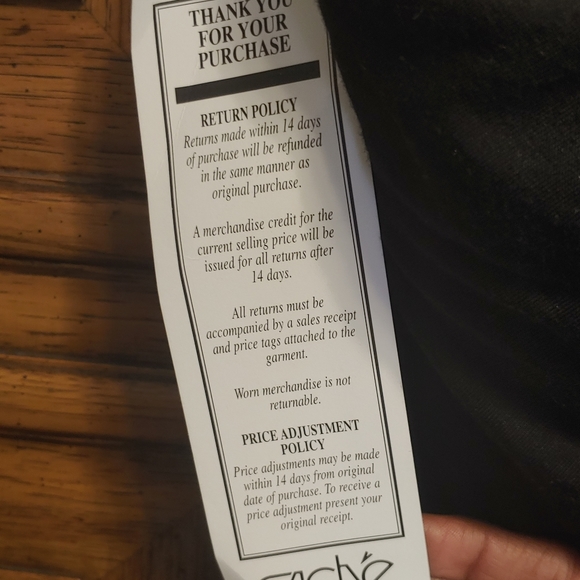 THANK YOU
FOR YOUR
PURCHASE
RETURN POLICY
Returns made within 14 days
of purchase will be refunded
in the same manner as
original purchase.
A merchandise credit for the
current selling price will be
issued for all returns after
14 days.
All returns must be
accompanied by a sales receipt
and price tags attached to the
garment.
Worn merchandise is not
returnable.
PRICE ADJUSTMENT
POLICY
Price adjustments may be made
within 14 days from original
date of purchase. To receive a
price adjustment present your
original receipt.
caché